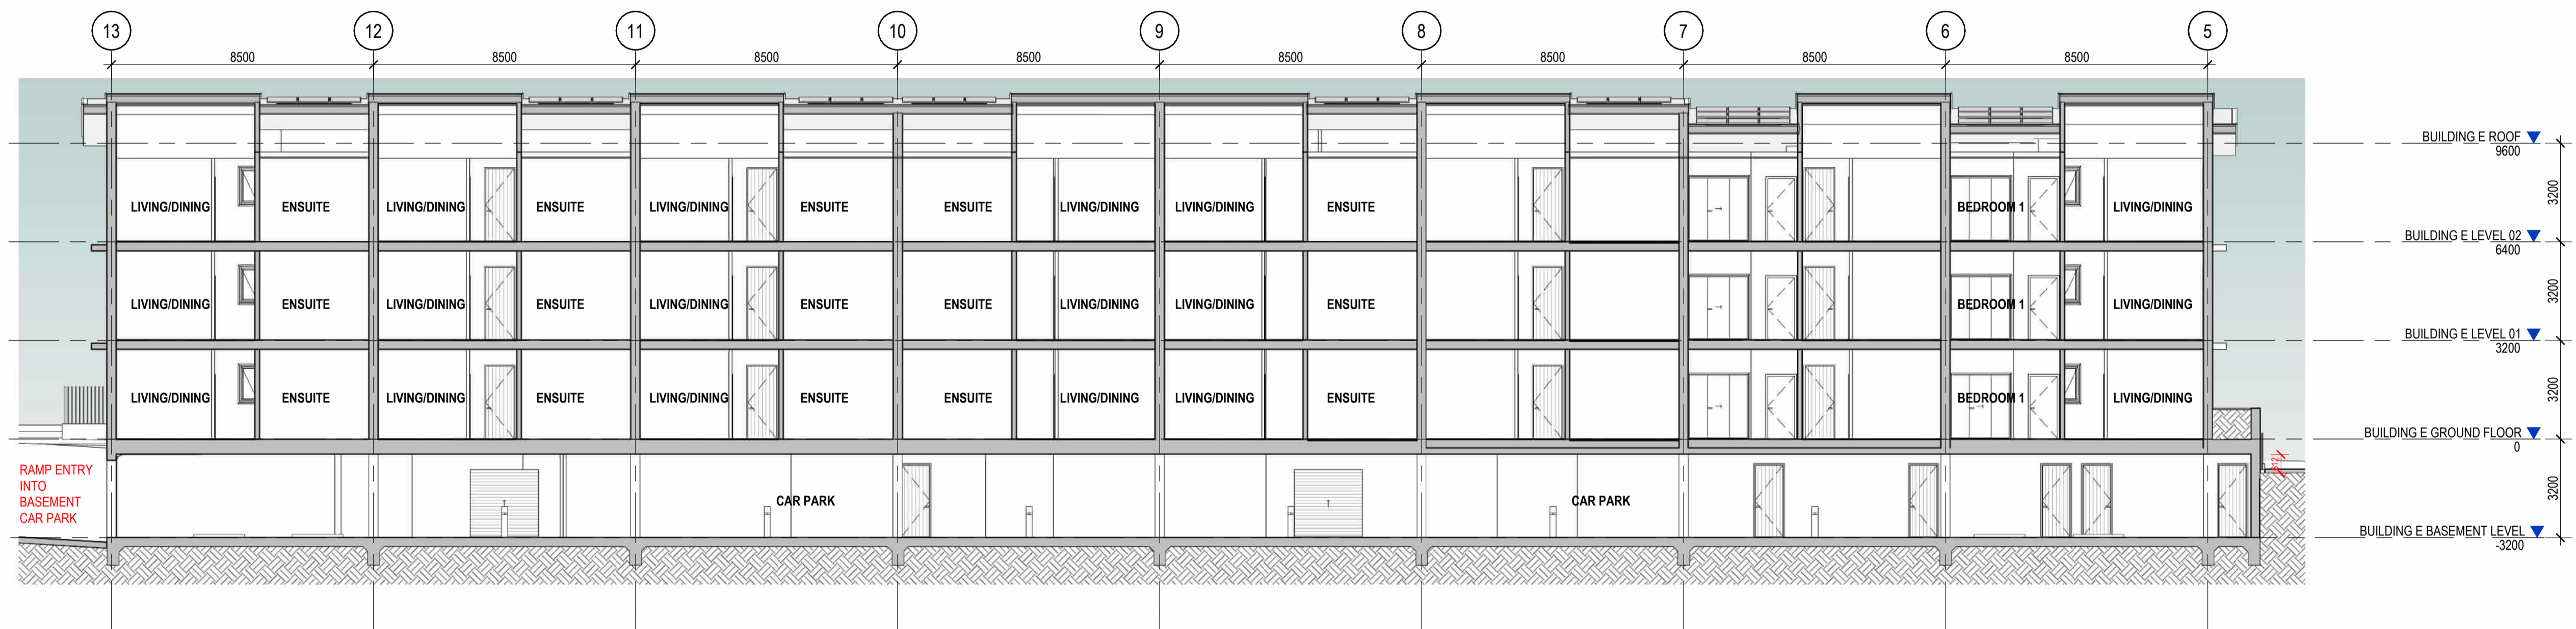 13 12 11 10 9 8 7 6 5
8500 8500 8500 8500 8500 8500 8500 8500
BUILDING E ROOF
9600
3200
LIVING/DINING ENSUITE LIVING/DINING ENSUITE LIVING/DINING ENSUITE ENSUITE LIVING/DINING LIVING/DINING ENSUITE BEDROOM 1 LIVING/DINING
BUILDING E LEVEL 02
6400
3200
LIVING/DINING ENSUITE LIVING/DINING ENSUITE LIVING/DINING ENSUITE ENSUITE LIVING/DINING LIVING/DINING ENSUITE BEDROOM 1 LIVING/DINING
BUILDING E LEVEL 01
3200
3200
LIVING/DINING ENSUITE LIVING/DINING ENSUITE LIVING/DINING ENSUITE ENSUITE LIVING/DINING LIVING/DINING ENSUITE BEDROOM 1 LIVING/DINING
BUILDING E GROUND FLOOR
0
RAMP ENTRY
INTO
BASEMENT
CAR PARK
CAR PARK CAR PARK
3200
BUILDING E BASEMENT LEVEL
-3200